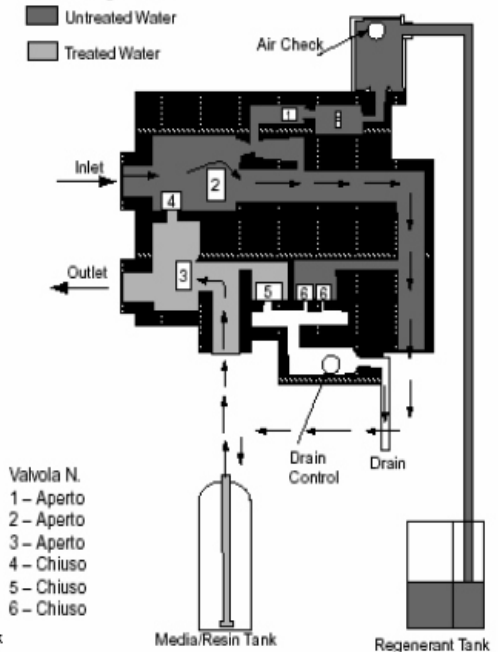 Untreated Water
Treated Water
Air Check
1
Inlet
2
4
Outlet
3
5 6 6
Drain Control
Drain
Valvola N.
1 – Aperto
2 – Aperto
3 – Aperto
4 – Chiuso
5 – Chiuso
6 – Chiuso
Media/Resin Tank
Regenerant Tank